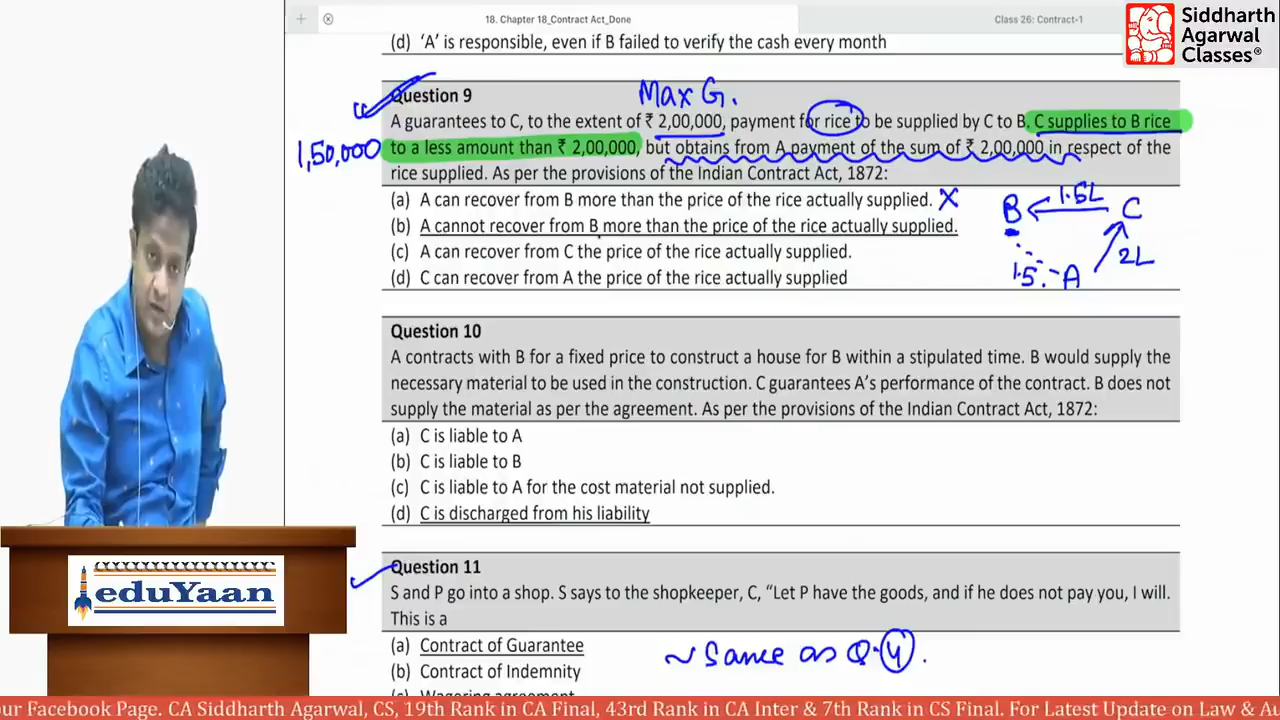 18. Chapter 18_Contract Act_Done
Class 26: Contract-1
Siddharth
Agarwal
Classes®
(d) ‘A’ is responsible, even if B failed to verify the cash every month
Question 9
Max G.
A guarantees to C, to the extent of ₹ 2,00,000, payment for rice to be supplied by C to B. C supplies to B rice
1,50,000
to a less amount than ₹ 2,00,000, but obtains from A payment of the sum of ₹ 2,00,000 in respect of the
rice supplied. As per the provisions of the Indian Contract Act, 1872:
(a) A can recover from B more than the price of the rice actually supplied. X
(b) A cannot recover from B more than the price of the rice actually supplied.
(c) A can recover from C the price of the rice actually supplied.
(d) C can recover from A the price of the rice actually supplied
B 1.5L C
2L
1.5 A
Question 10
A contracts with B for a fixed price to construct a house for B within a stipulated time. B would supply the
necessary material to be used in the construction. C guarantees A’s performance of the contract. B does not
supply the material as per the agreement. As per the provisions of the Indian Contract Act, 1872:
(a) C is liable to A
(b) C is liable to B
(c) C is liable to A for the cost material not supplied.
(d) C is discharged from his liability
Question 11
S and P go into a shop. S says to the shopkeeper, C, “Let P have the goods, and if he does not pay you, I will.
This is a
(a) Contract of Guarantee
~ Same as Q.4.
(b) Contract of Indemnity
(c) Wagering agreement
eduYaan
our Facebook Page. CA Siddharth Agarwal, CS, 19th Rank in CA Final, 43rd Rank in CA Inter & 7th Rank in CS Final. For Latest Update on Law & Au